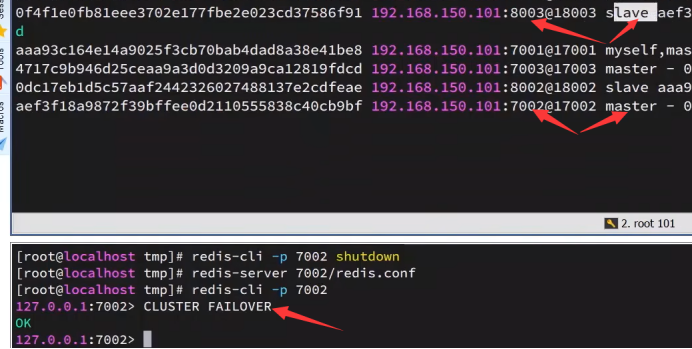 0f4f1e0fb81eee3702e177fbe2e023cd37586f91 192.168.150.101:8003@18003 slave aef3
d
aaa93c164e14a9025f3cb70bab4dad8a38e41be8 192.168.150.101:7001@17001 myself,mas
4717c9b946d25ceaa9a3d0d3209a9ca12819fdcd 192.168.150.101:7003@17003 master - 0
0dc17eb1d5c57aaf2442326027488137e2cdfeae 192.168.150.101:8002@18002 slave aaa9
aef3f18a9872f39bffee0d2110555838c40cb9bf 192.168.150.101:7002@17002 master - 0
Tools
Macros
2. root 101
[root@localhost tmp]# redis-cli -p 7002 shutdown
[root@localhost tmp]# redis-server 7002/redis.conf
[root@localhost tmp]# redis-cli -p 7002
127.0.0.1:7002> CLUSTER FAILOVER
OK
127.0.0.1:7002>